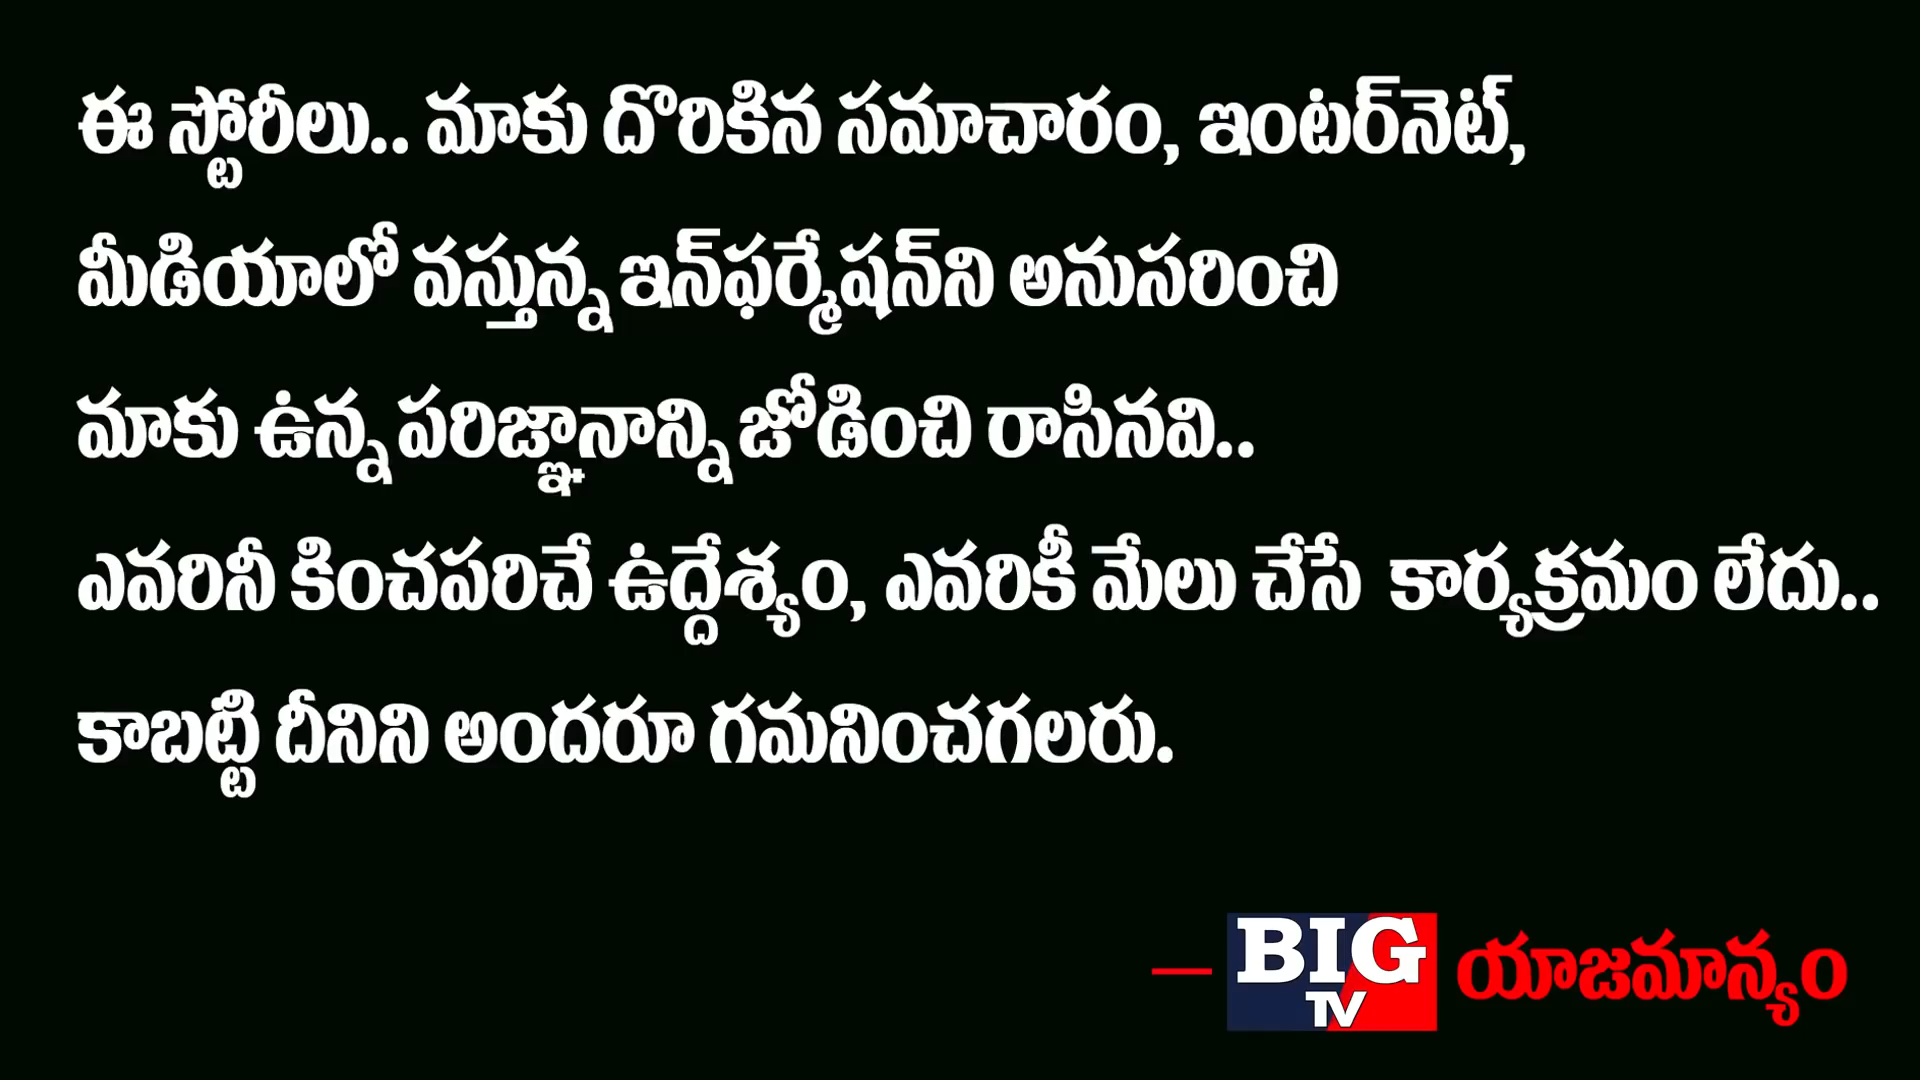 ఈ స్టోరీలు.. మాకు దొరికిన సమాచారం, ఇంటర్‌నెట్,
మీడియాలో వస్తున్న ఇన్‌ఫర్మేషన్‌ని అనుసరించి
మాకు ఉన్న పరిజ్ఞానాన్ని జోడించి రాసినవి..
ఎవరినీ కించపరిచే ఉద్దేశ్యం, ఎవరికీ మేలు చేసే కార్యక్రమం లేదు..
కాబట్టి దీనిని అందరూ గమనించగలరు.
— BIG TV యాజమాన్యం